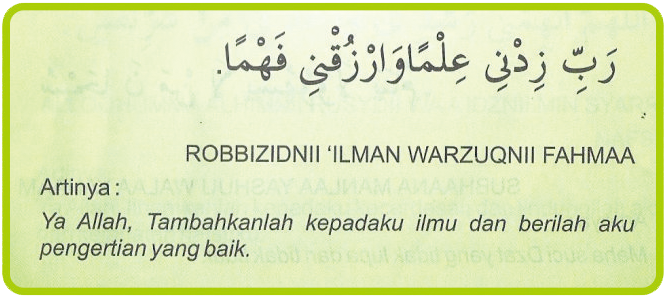 رَبِّ زِدْنِي عِلْمًاوَارْزُقْنِي فَهْمًا.
ROBBIZIDNII 'ILMAN WARZUQNII FAHMAA
Artinya :
Ya Allah, Tambahkanlah kepadaku ilmu dan berilah aku
pengertian yang baik.